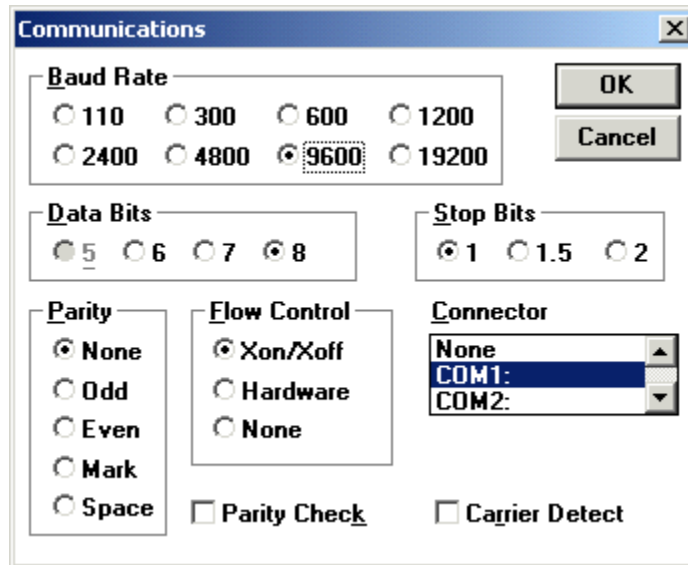 Communications
Baud Rate
110 300 600 1200
2400 4800 9600 19200
OK
Cancel
Data Bits
5 6 7 8
Stop Bits
1 1.5 2
Parity
None
Odd
Even
Mark
Space
Flow Control
Xon/Xoff
Hardware
None
Connector
None
COM1:
COM2:
Parity Check
Carrier Detect